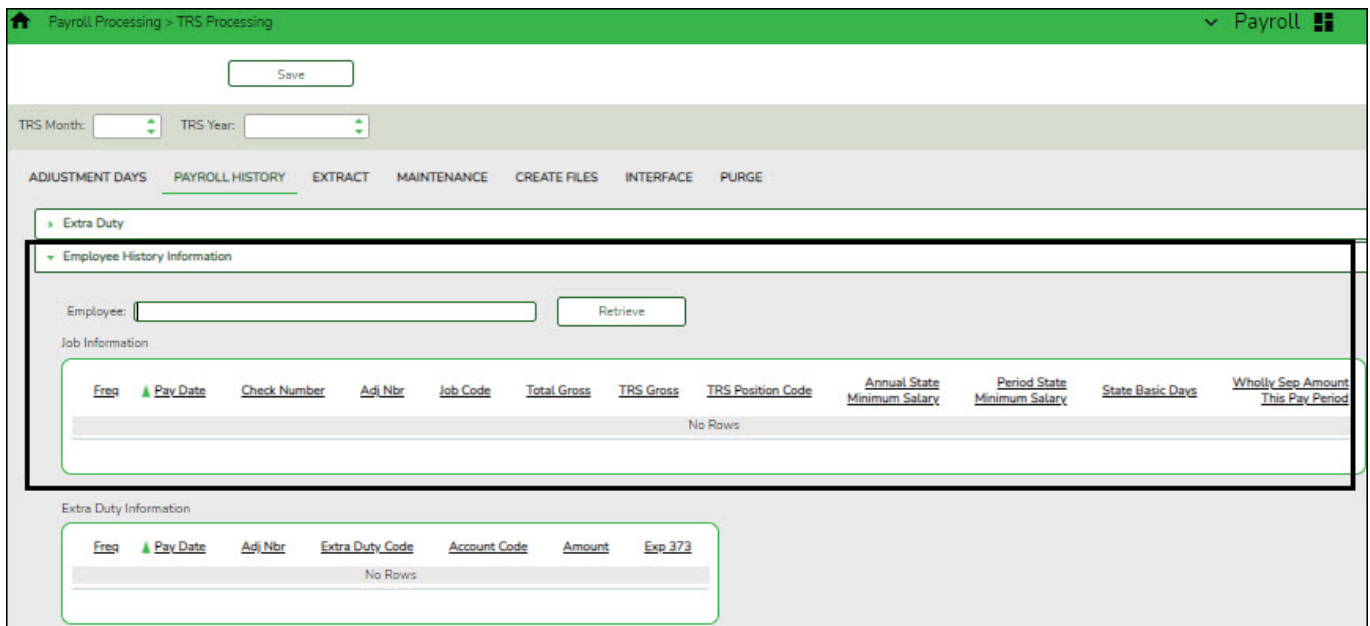 Payroll Processing > TRS Processing Payroll
Save
TRS Month: TRS Year:
ADJUSTMENT DAYS PAYROLL HISTORY EXTRACT MAINTENANCE CREATE FILES INTERFACE PURGE
Extra Duty
Employee History Information
Employee: Retrieve
Job Information
Freq Pay Date Check Number Adj Nbr Job Code Total Gross TRS Gross TRS Position Code Annual State Minimum Salary Period State Minimum Salary State Basic Days Wholly Sep Amount This Pay Period
No Rows
Extra Duty Information
Freq Pay Date Adj Nbr Extra Duty Code Account Code Amount Exp 373
No Rows